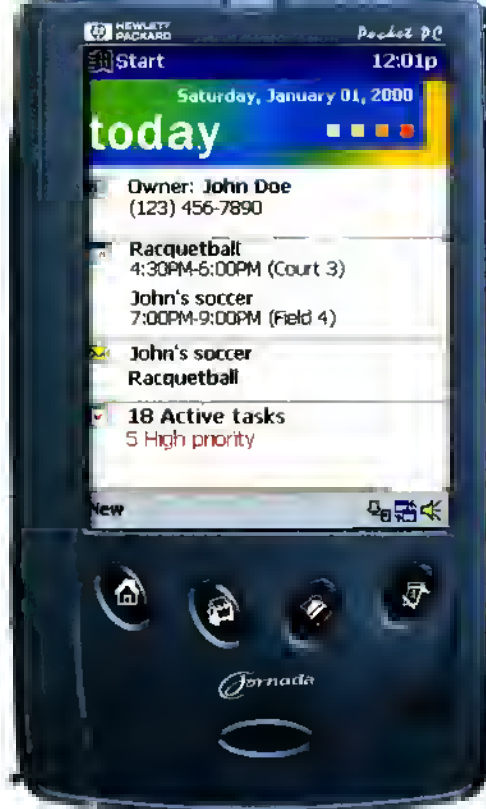 hp HEWLETT
PACKARD
Pocket PC
Start 12:01p
Saturday, January 01, 2000
today
Owner: John Doe
(123) 456-7890
Racquetball
4:30PM-6:00PM (Court 3)
John's soccer
7:00PM-9:00PM (Field 4)
John's soccer
Racquetball
18 Active tasks
5 High priority
New
Jornada